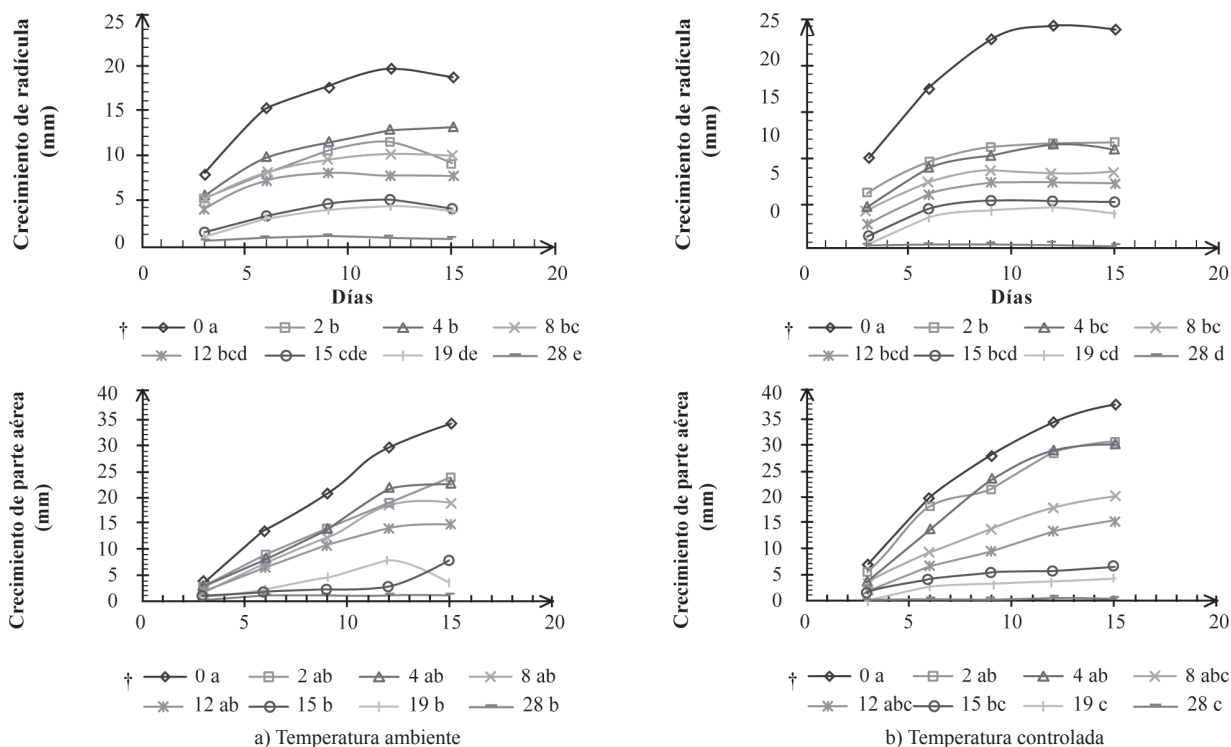 Crecimiento de radícula
(mm)
25
20
15
10
5
0
0 5 10 15 20
Días
† 0 a 2 b 4 b 8 bc
12 bcd 15 cde 19 de 28 e
Crecimiento de radícula
(mm)
25
20
15
10
5
0
0 5 10 15 20
Días
† 0 a 2 b 4 bc 8 bc
12 bcd 15 bcd 19 cd 28 d
Crecimiento de parte aérea
(mm)
40
35
30
25
20
15
10
5
0
0 5 10 15 20
† 0 a 2 ab 4 ab 8 ab
12 ab 15 b 19 b 28 b
a) Temperatura ambiente
Crecimiento de parte aérea
(mm)
40
35
30
25
20
15
10
5
0
0 5 10 15 20
† 0 a 2 ab 4 ab 8 abc
12 abc 15 bc 19 c 28 c
b) Temperatura controlada